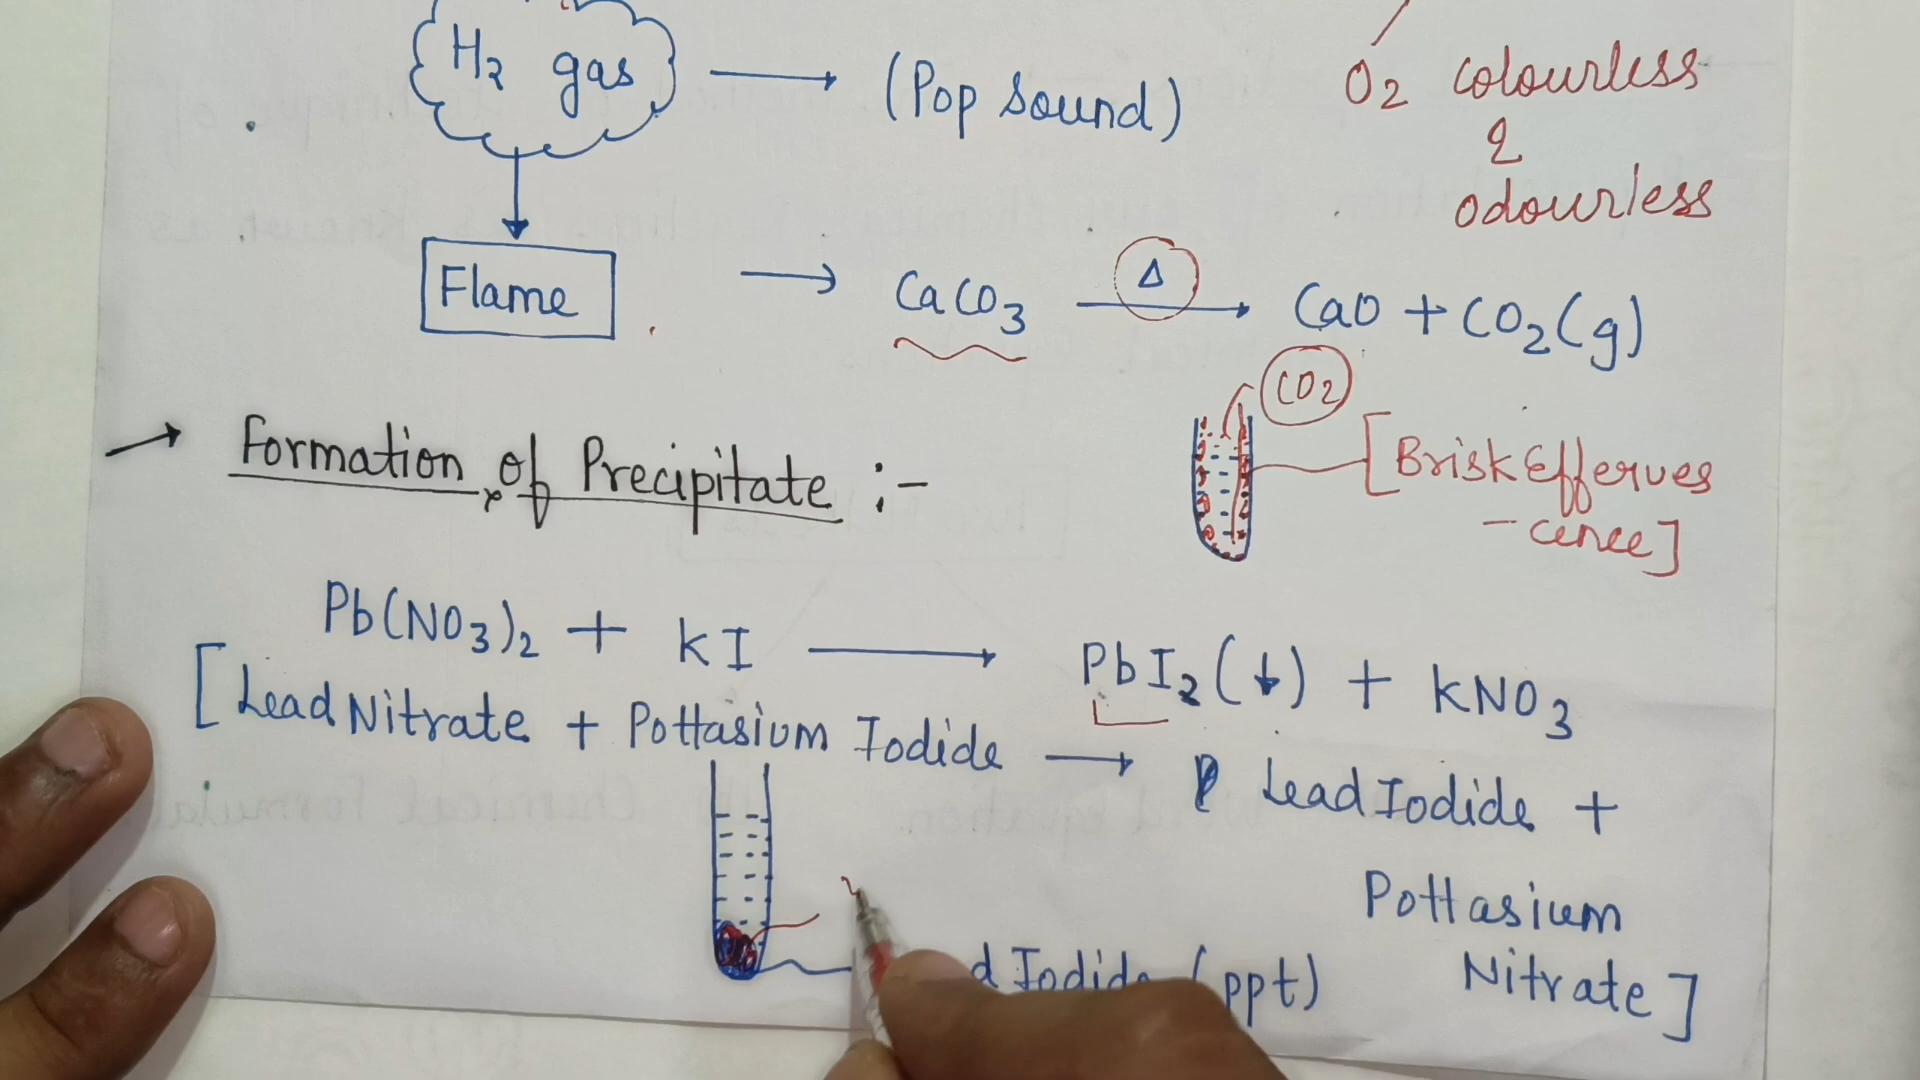 H2 gas → (Pop sound)
O2 colourless
&
odourless
Flame
→ CaCO3 Δ→ CaO + CO2(g)
CO2
[Brisk Efferves
-cence]
→ Formation of Precipitate :-
Pb(NO3)2 + KI → PbI2(↓) + KNO3
[Lead Nitrate + Pottasium Iodide → Lead Iodide +
Pottasium
Nitrate]
Iodide (ppt)